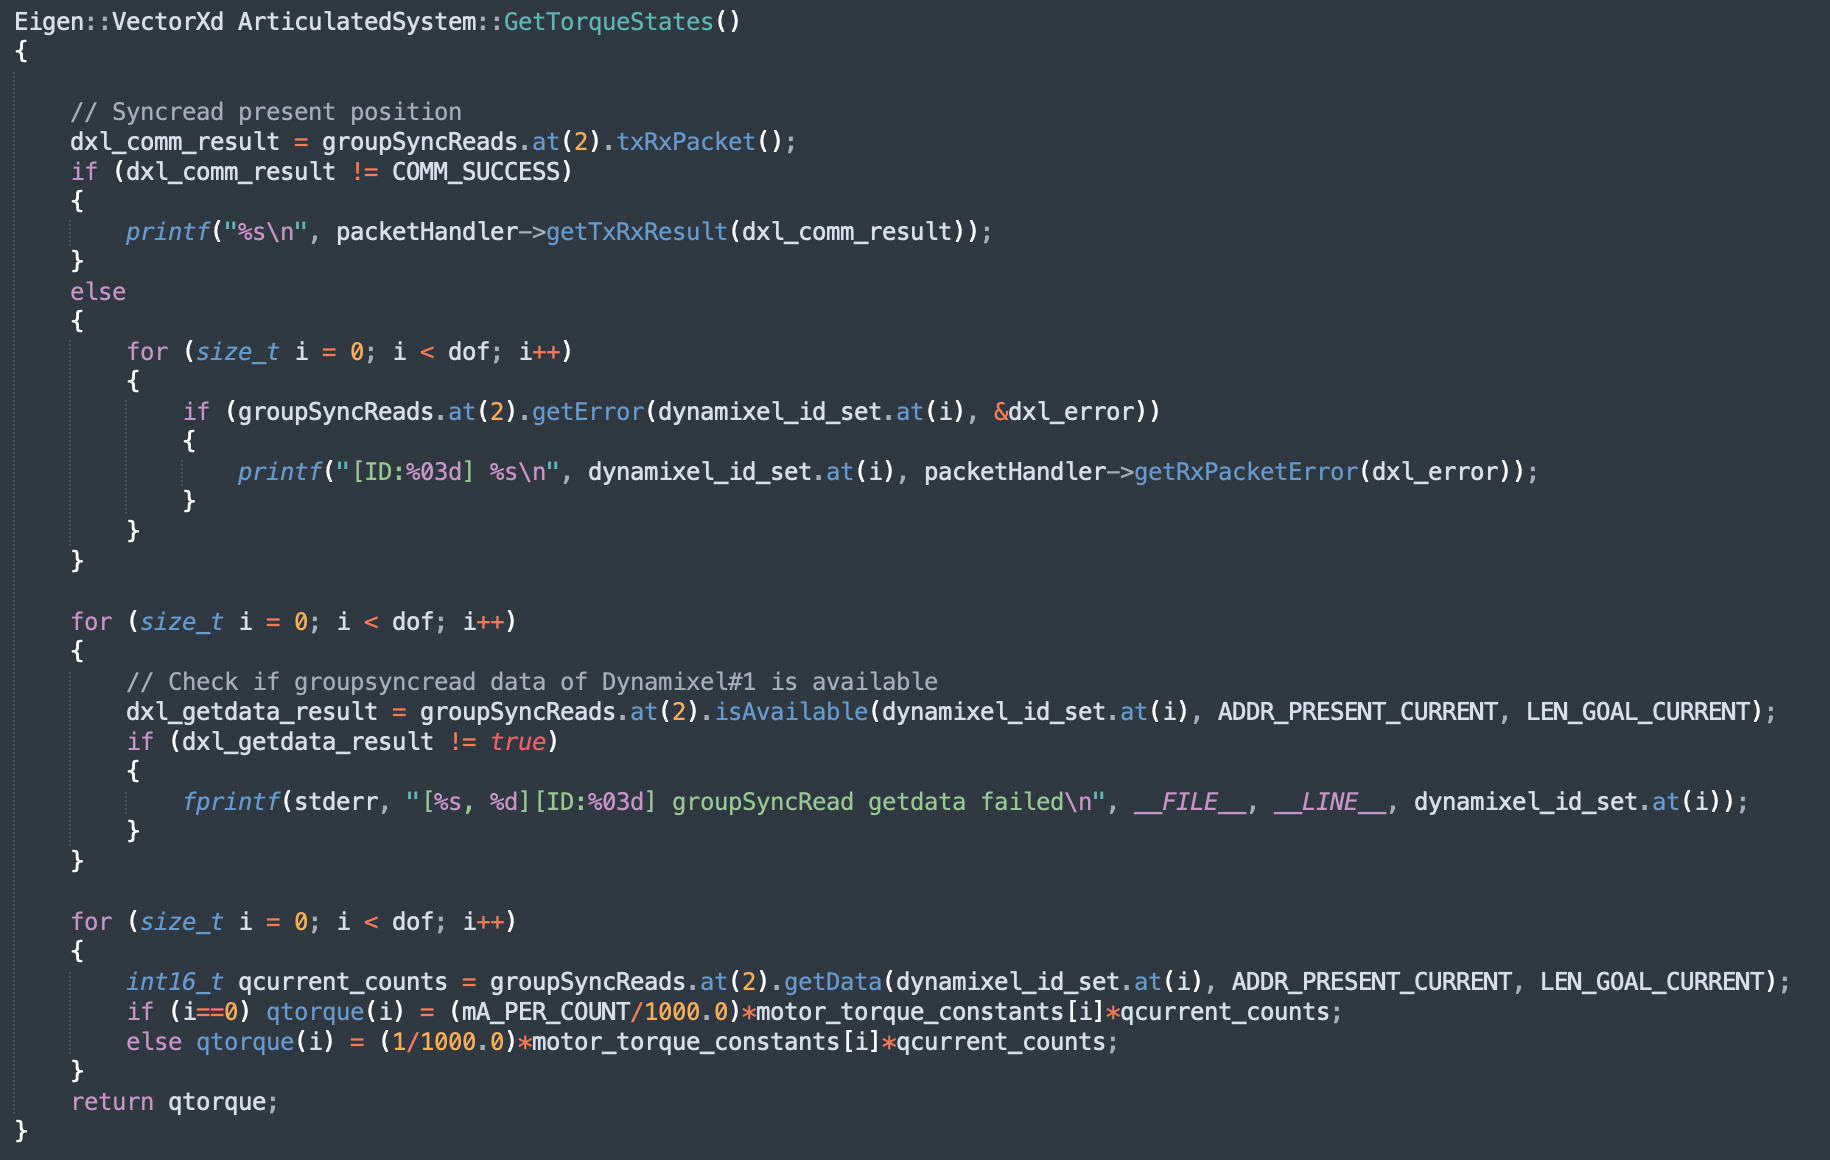 Eigen::VectorXd ArticulatedSystem::GetTorqueStates()
{

    // Syncread present position
    dxl_comm_result = groupSyncReads.at(2).txRxPacket();
    if (dxl_comm_result != COMM_SUCCESS)
    {
        printf("%s\n", packetHandler->getTxRxResult(dxl_comm_result));
    }
    else
    {
        for (size_t i = 0; i < dof; i++)
        {
            if (groupSyncReads.at(2).getError(dynamixel_id_set.at(i), &dxl_error))
            {
                printf("[ID:%03d] %s\n", dynamixel_id_set.at(i), packetHandler->getRxPacketError(dxl_error));
            }
        }
    }

    for (size_t i = 0; i < dof; i++)
    {
        // Check if groupsyncread data of Dynamixel#1 is available
        dxl_getdata_result = groupSyncReads.at(2).isAvailable(dynamixel_id_set.at(i), ADDR_PRESENT_CURRENT, LEN_GOAL_CURRENT);
        if (dxl_getdata_result != true)
        {
            fprintf(stderr, "[%s, %d][ID:%03d] groupSyncRead getdata failed\n", __FILE__, __LINE__, dynamixel_id_set.at(i));
        }
    }

    for (size_t i = 0; i < dof; i++)
    {
        int16_t qcurrent_counts = groupSyncReads.at(2).getData(dynamixel_id_set.at(i), ADDR_PRESENT_CURRENT, LEN_GOAL_CURRENT);
        if (i==0) qtorque(i) = (mA_PER_COUNT/1000.0)*motor_torque_constants[i]*qcurrent_counts;
        else qtorque(i) = (1/1000.0)*motor_torque_constants[i]*qcurrent_counts;
    }
    return qtorque;
}